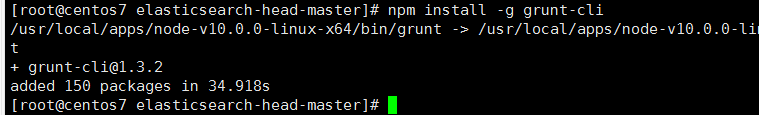 [root@centos7 elasticsearch-head-master]# npm install -g grunt-cli
/usr/local/apps/node-v10.0.0-linux-x64/bin/grunt -> /usr/local/apps/node-v10.0.0-li
t
+ grunt-cli@1.3.2
added 150 packages in 34.918s
[root@centos7 elasticsearch-head-master]#